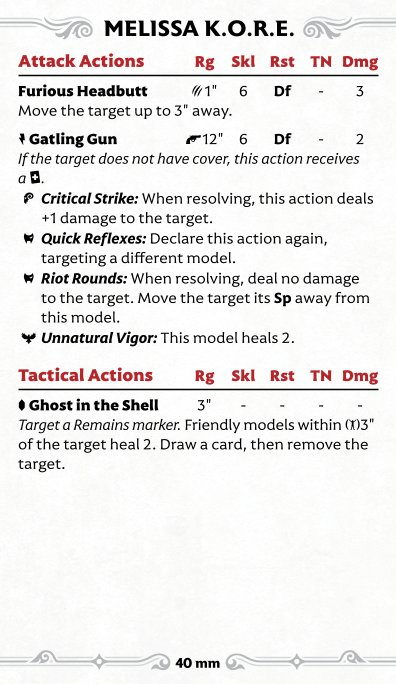 MELISSA K.O.R.E.
Attack Actions Rg Skl Rst TN Dmg
Furious Headbutt 1" 6 Df - 3
Move the target up to 3" away.
Gatling Gun 12" 6 Df - 2
If the target does not have cover, this action receives
a .
Critical Strike: When resolving, this action deals
+1 damage to the target.
Quick Reflexes: Declare this action again,
targeting a different model.
Riot Rounds: When resolving, deal no damage
to the target. Move the target its Sp away from
this model.
Unnatural Vigor: This model heals 2.
Tactical Actions Rg Skl Rst TN Dmg
Ghost in the Shell 3" - - - -
Target a Remains marker. Friendly models within 3"
of the target heal 2. Draw a card, then remove the
target.
40 mm